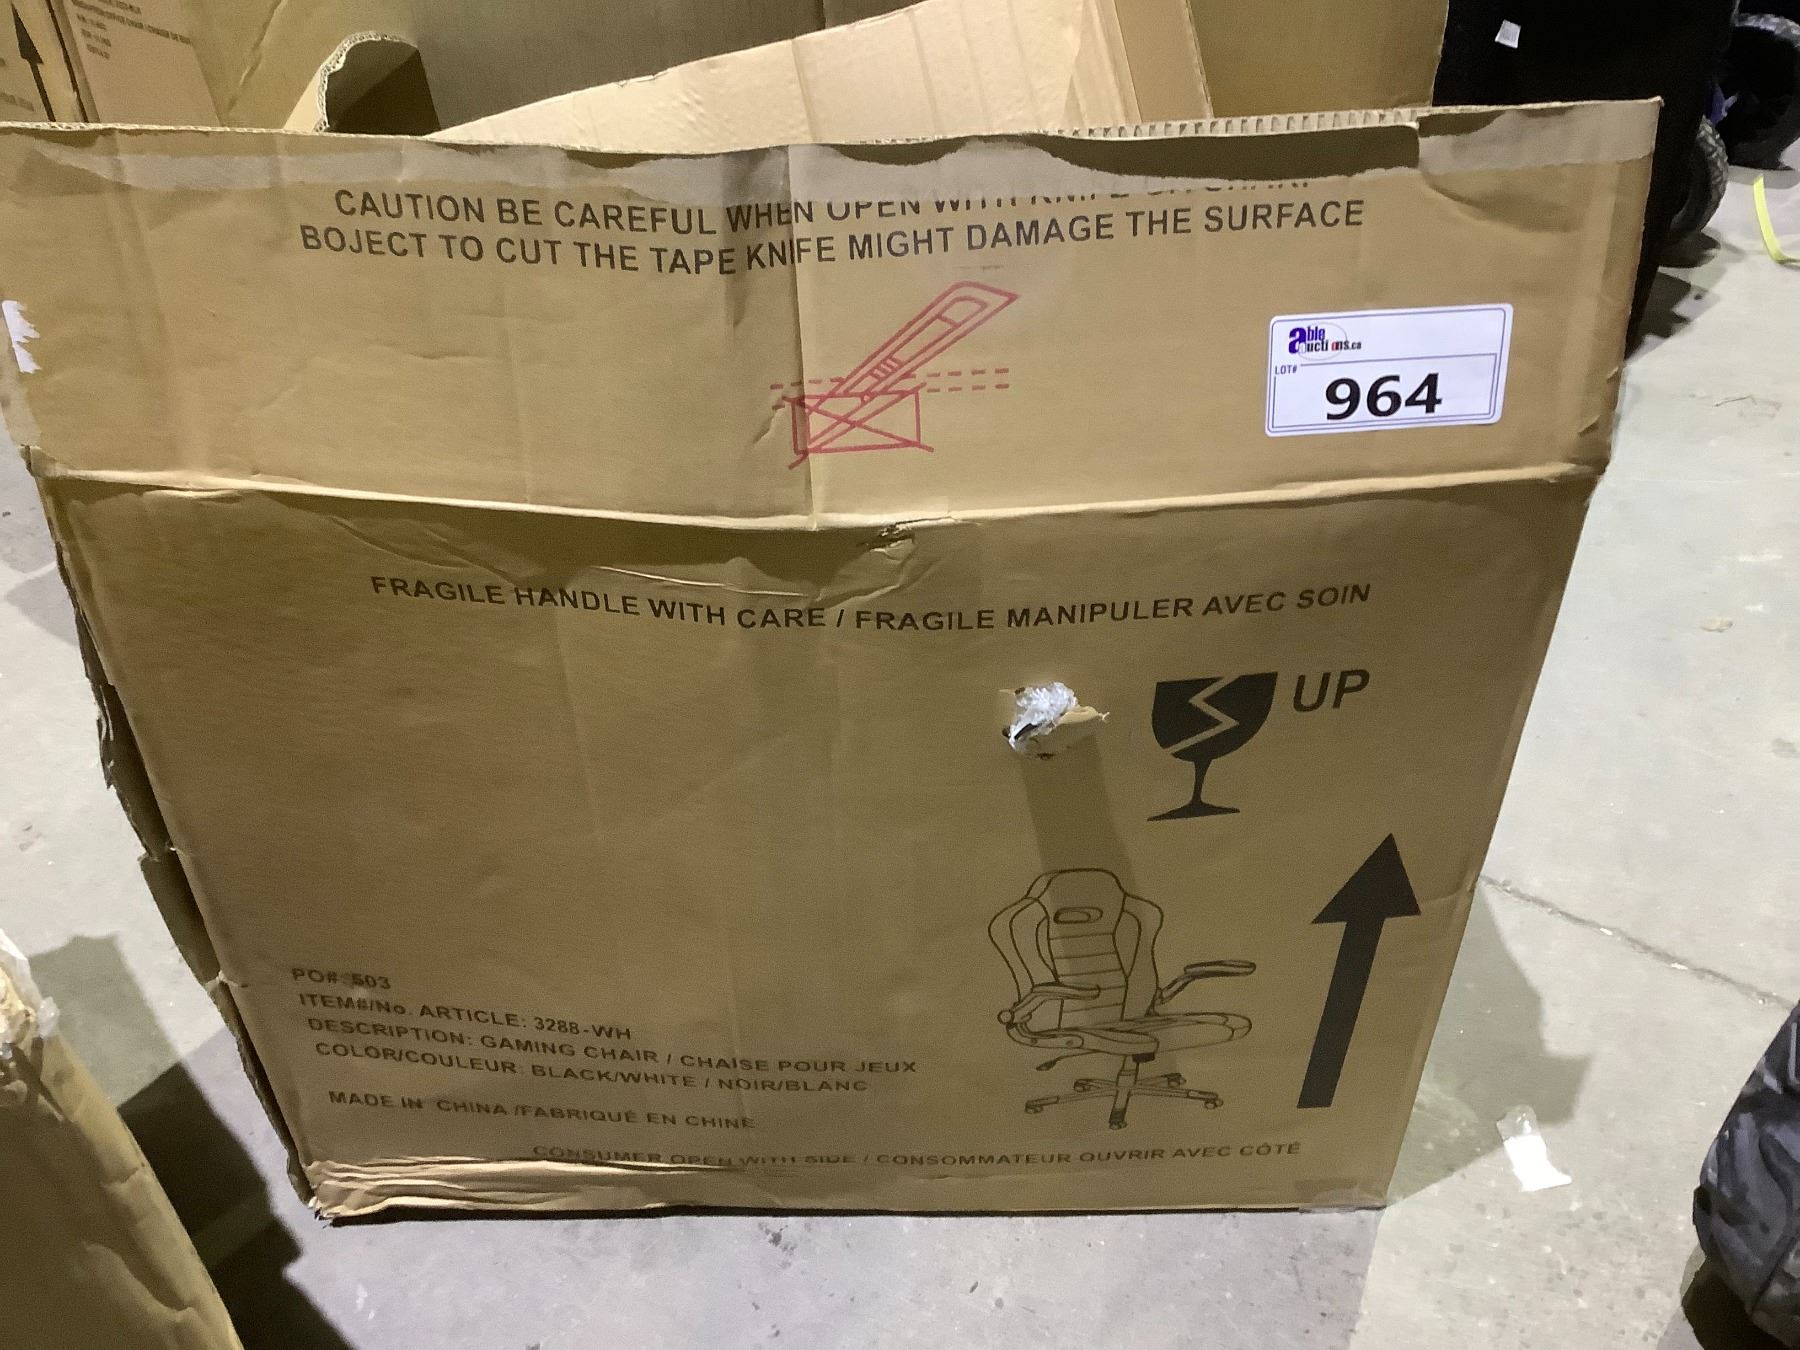 CAUTION BE CAREFUL WHEN OPEN WITH KNIFE OR SHARP
BOJECT TO CUT THE TAPE KNIFE MIGHT DAMAGE THE SURFACE
able
auctions.ca
LOT#
964
FRAGILE HANDLE WITH CARE / FRAGILE MANIPULER AVEC SOIN
UP
PO#: 503
ITEM#/No. ARTICLE: 3288-WH
DESCRIPTION: GAMING CHAIR / CHAISE POUR JEUX
COLOR/COULEUR: BLACK/WHITE / NOIR/BLANC
MADE IN CHINA /FABRIQUÉ EN CHINE
CONSUMER OPEN WITH SIDE / CONSOMMATEUR OUVRIR AVEC CÔTÉ